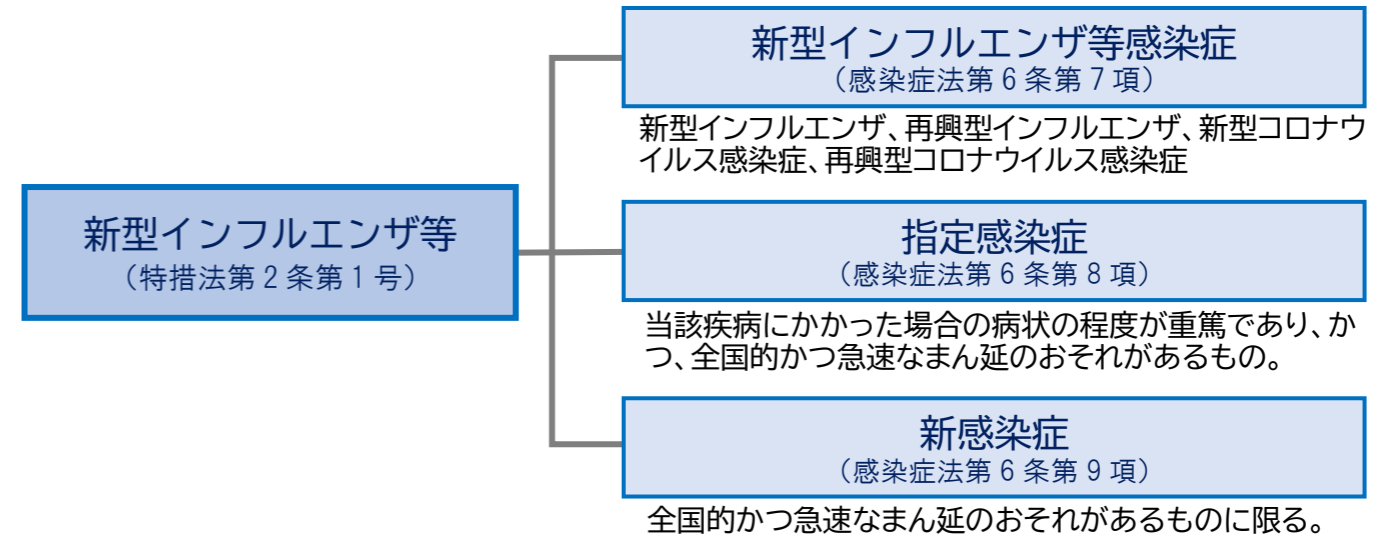 新型インフルエンザ等感染症
（感染症法第6条第7項）
新型インフルエンザ、再興型インフルエンザ、新型コロナウ
イルス感染症、再興型コロナウイルス感染症
新型インフルエンザ等
（特措法第2条第1号）
指定感染症
（感染症法第6条第8項）
当該疾病にかかった場合の病状の程度が重篤であり、か
つ、全国的かつ急速なまん延のおそれがあるもの。
新感染症
（感染症法第6条第9項）
全国的かつ急速なまん延のおそれがあるものに限る。